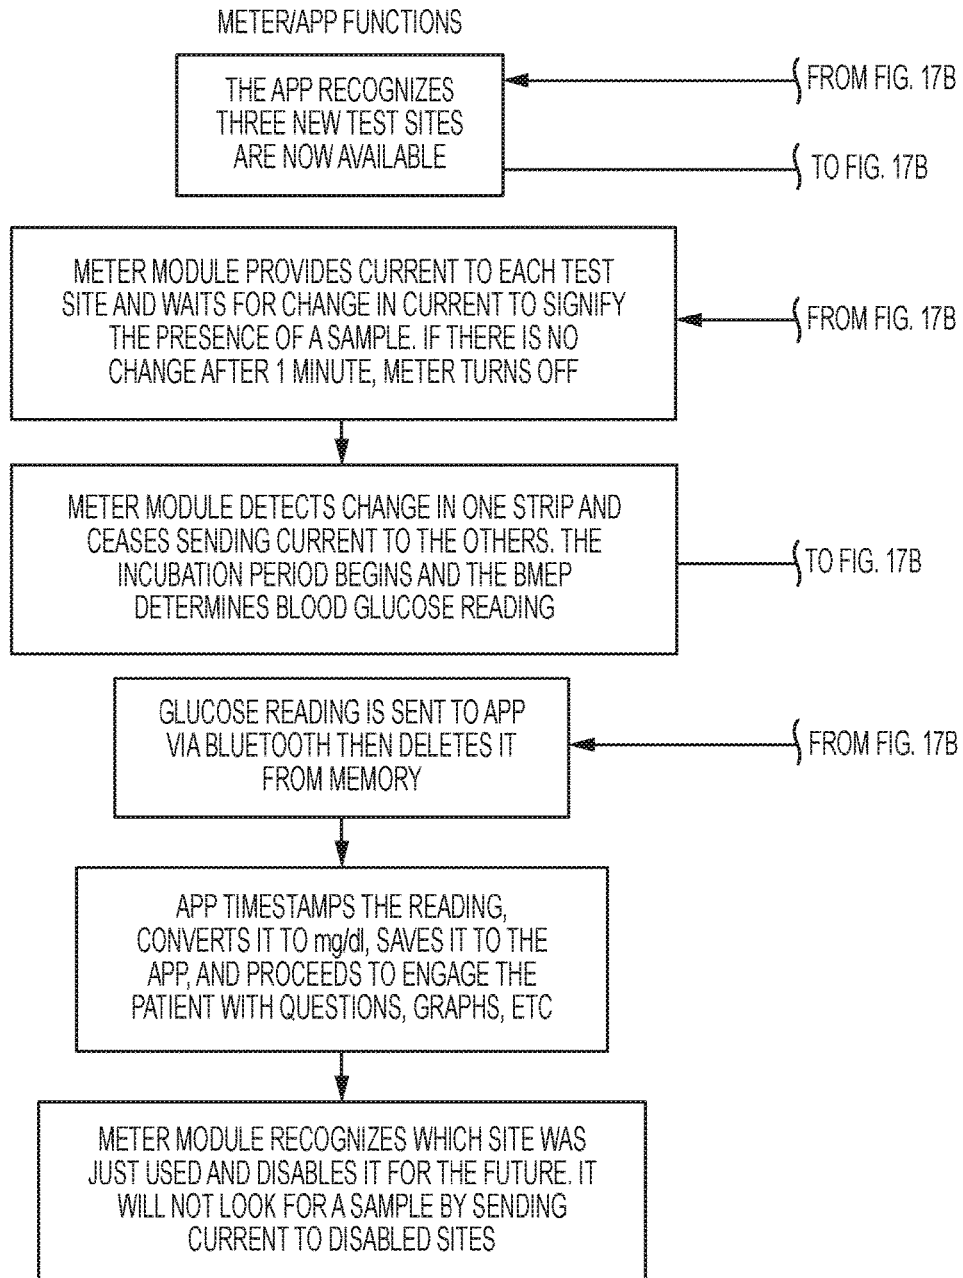 METER/APP FUNCTIONS
THE APP RECOGNIZES
THREE NEW TEST SITES
ARE NOW AVAILABLE
FROM FIG. 17B
TO FIG. 17B
METER MODULE PROVIDES CURRENT TO EACH TEST
SITE AND WAITS FOR CHANGE IN CURRENT TO SIGNIFY
THE PRESENCE OF A SAMPLE. IF THERE IS NO
CHANGE AFTER 1 MINUTE, METER TURNS OFF
FROM FIG. 17B
METER MODULE DETECTS CHANGE IN ONE STRIP AND
CEASES SENDING CURRENT TO THE OTHERS. THE
INCUBATION PERIOD BEGINS AND THE BMEP
DETERMINES BLOOD GLUCOSE READING
TO FIG. 17B
GLUCOSE READING IS SENT TO APP
VIA BLUETOOTH THEN DELETES IT
FROM MEMORY
FROM FIG. 17B
APP TIMESTAMPS THE READING,
CONVERTS IT TO mg/dl, SAVES IT TO THE
APP, AND PROCEEDS TO ENGAGE THE
PATIENT WITH QUESTIONS, GRAPHS, ETC
METER MODULE RECOGNIZES WHICH SITE WAS
JUST USED AND DISABLES IT FOR THE FUTURE. IT
WILL NOT LOOK FOR A SAMPLE BY SENDING
CURRENT TO DISABLED SITES